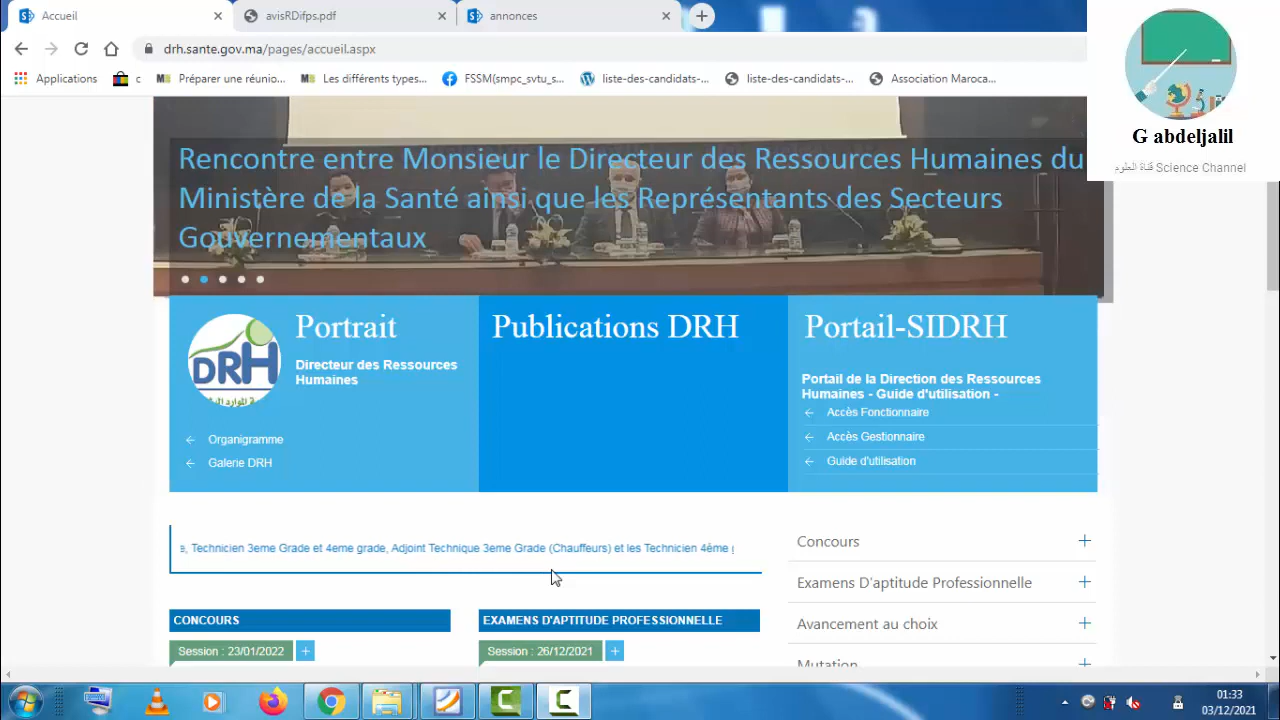 Accueil
avisRDifps.pdf
annonces
drh.sante.gov.ma/pages/accueil.aspx
Applications
c
Préparer une réunio...
Les différents types...
FSSM(smpc_svtu_s...
liste-des-candidats-...
liste-des-candidats-...
Association Maroca...
G abdeljalil
قناة العلوم Science Channel
Rencontre entre Monsieur le Directeur des Ressources Humaines du
Ministère de la Santé ainsi que les Représentants des Secteurs
Gouvernementaux
DRH
Portrait
Directeur des Ressources
Humaines
Organigramme
Galerie DRH
Publications DRH
Portail-SIDRH
Portail de la Direction des Ressources
Humaines - Guide d'utilisation -
Accès Fonctionnaire
Accès Gestionnaire
Guide d'utilisation
e, Technicien 3eme Grade et 4eme grade, Adjoint Technique 3eme Grade (Chauffeurs) et les Technicien 4ème g
CONCOURS
Session : 23/01/2022
EXAMENS D'APTITUDE PROFESSIONNELLE
Session : 26/12/2021
Concours
Examens D'aptitude Professionnelle
Avancement au choix
Mutation
01:33
03/12/2021